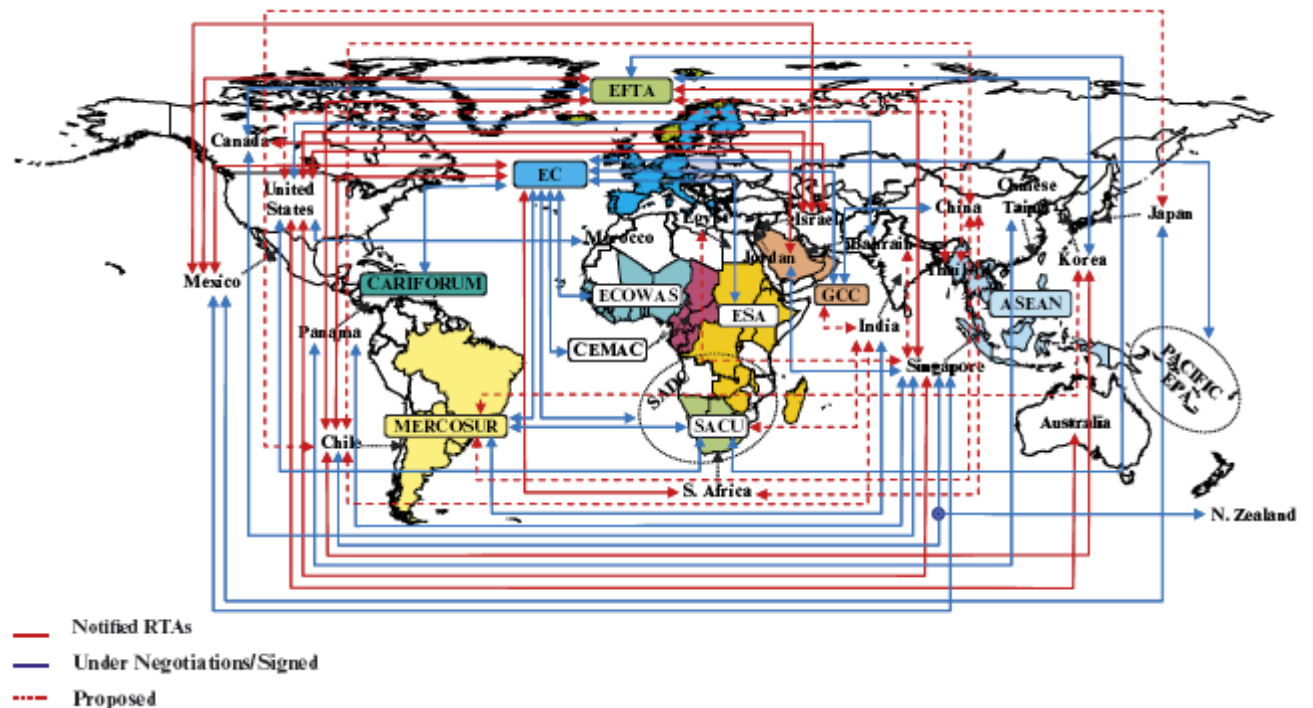 EFTA
Canada
EC
United
States
Chinese
Taipei
China
Japan
Egypt
Israel
Morocco
Bahrain
Jordan
Korea
Mexico
CARIFORUM
ECOWAS
GCC
ASEAN
ESA
Panama
India
CEMAC
Singapore
PACIFIC
EPA
SADC
MERCOSUR
SACU
Australia
Chile
S. Africa
N. Zealand
Notified RTAs
Under Negotiations/Signed
Proposed